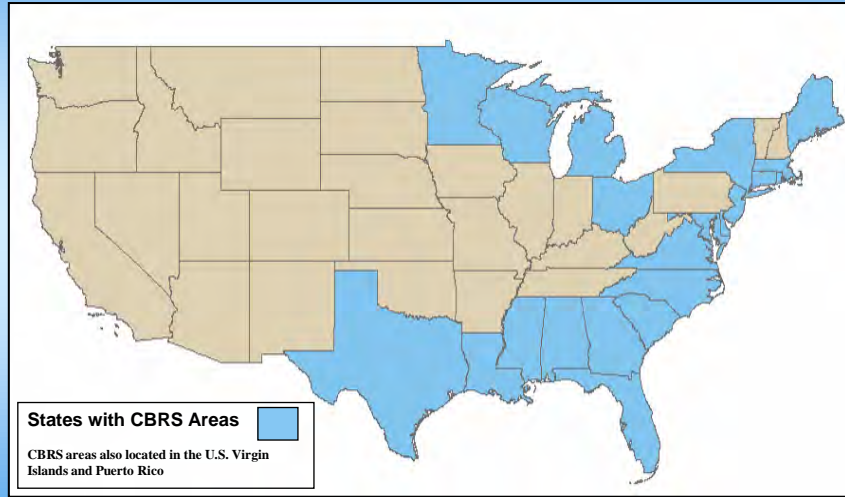 States with CBRS Areas
CBRS areas also located in the U.S. Virgin
Islands and Puerto Rico